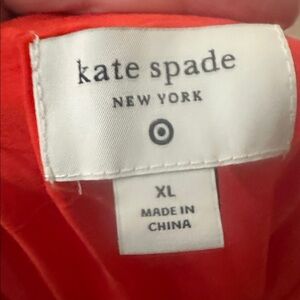 kate spade
NEW YORK
XL
MADE IN
CHINA